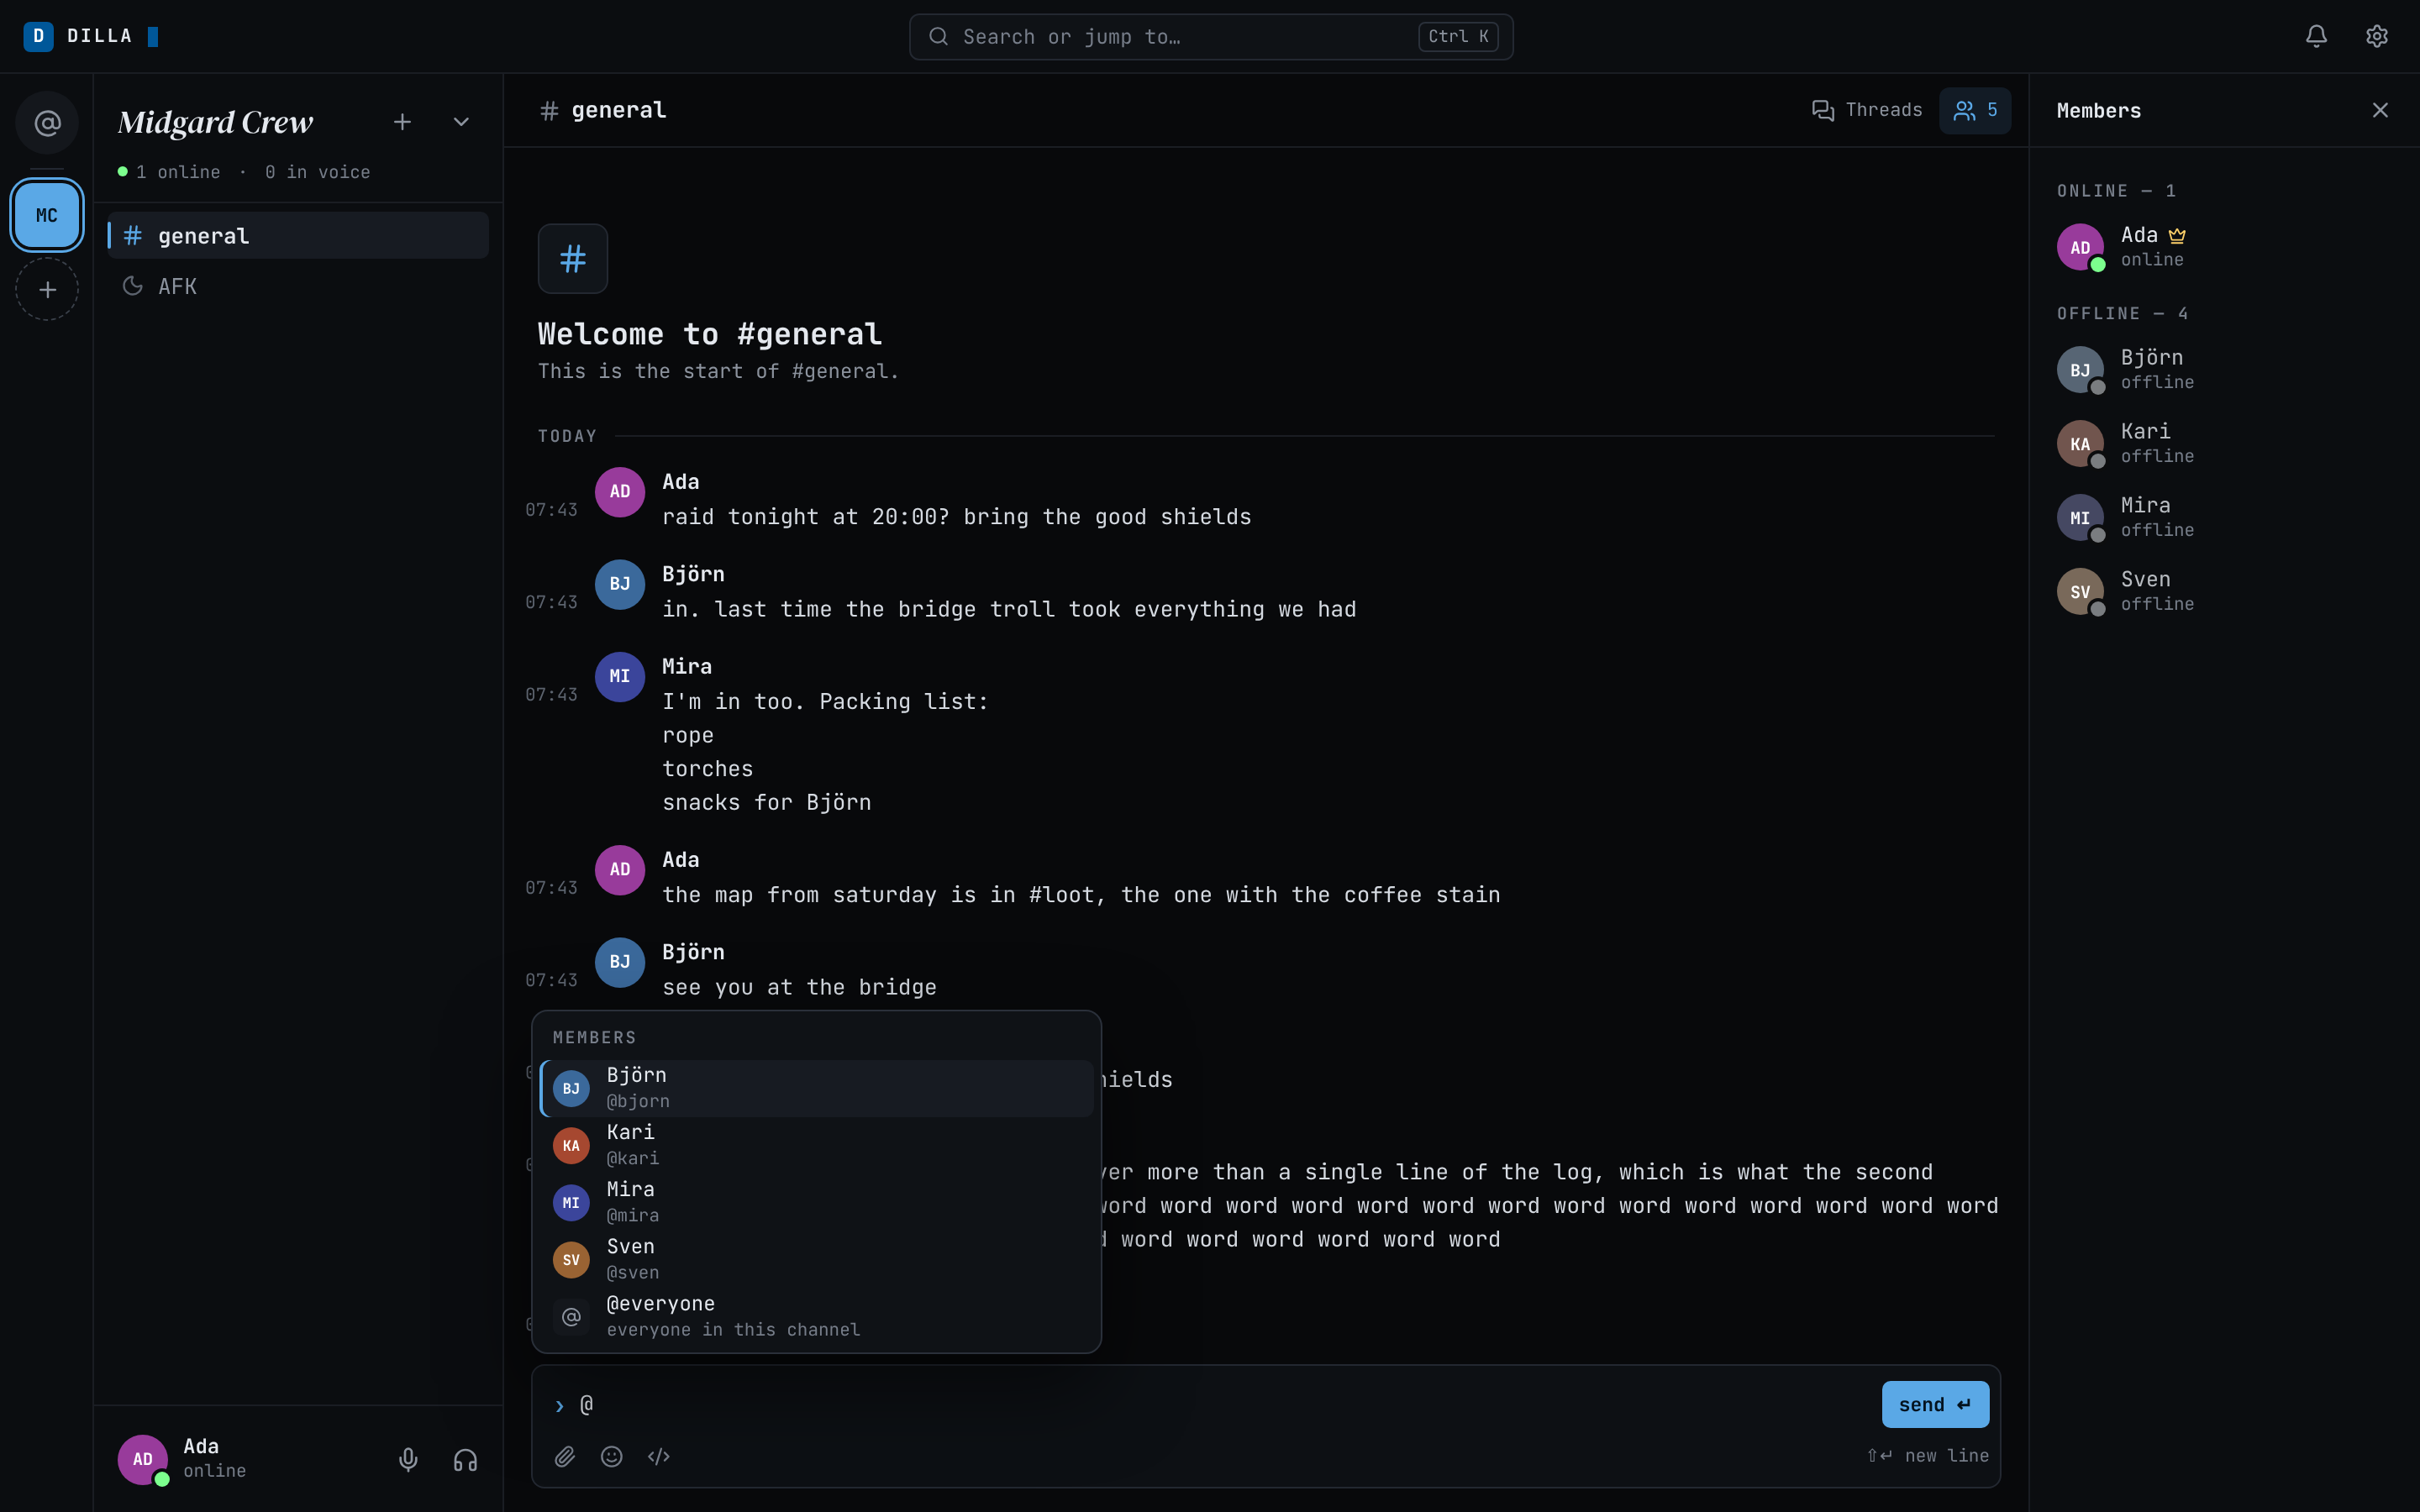 D DILLA
Search or jump to…
Ctrl K
MC
Midgard Crew
1 online · 0 in voice
# general
AFK
Ada
online
# general
Threads
5
#
Welcome to #general
This is the start of #general.
TODAY
AD Ada
07:43 raid tonight at 20:00? bring the good shields
BJ Björn
07:43 in. last time the bridge troll took everything we had
MI Mira
07:43 I'm in too. Packing list:
rope
torches
snacks for Björn
AD Ada
07:43 the map from saturday is in #loot, the one with the coffee stain
BJ Björn
07:43 see you at the bridge
more than a single line of the log, which is what the second
word word word word word word word word word word word word word
word word word word word word
MEMBERS
BJ Björn
@bjorn
KA Kari
@kari
MI Mira
@mira
SV Sven
@sven
@ @everyone
everyone in this channel
› @
send ↵
⇧↵ new line
Members
ONLINE — 1
AD Ada
online
OFFLINE — 4
BJ Björn
offline
KA Kari
offline
MI Mira
offline
SV Sven
offline